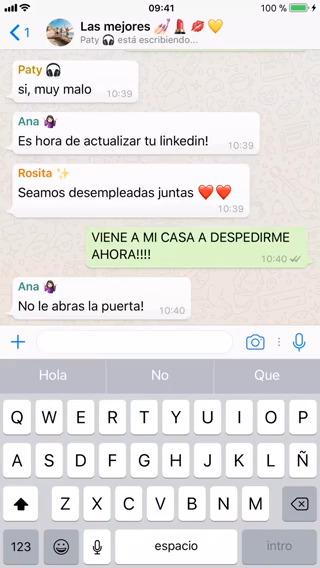 09:41
100 %
1
Las mejores 💅💄💋💛
Paty 🎧 está escribiendo...
Paty 🎧
si, muy malo
10:39
Ana 🤷🏻‍♀️
Es hora de actualizar tu linkedin!
10:39
Rosita ✨
Seamos desempleadas juntas ❤️❤️
10:39
VIENE A MI CASA A DESPEDIRME
AHORA!!!!
10:40
Ana 🤷🏻‍♀️
No le abras la puerta!
10:40
Hola No Que
Q W E R T Y U I O P
A S D F G H J K L Ñ
Z X C V B N M
123 espacio intro